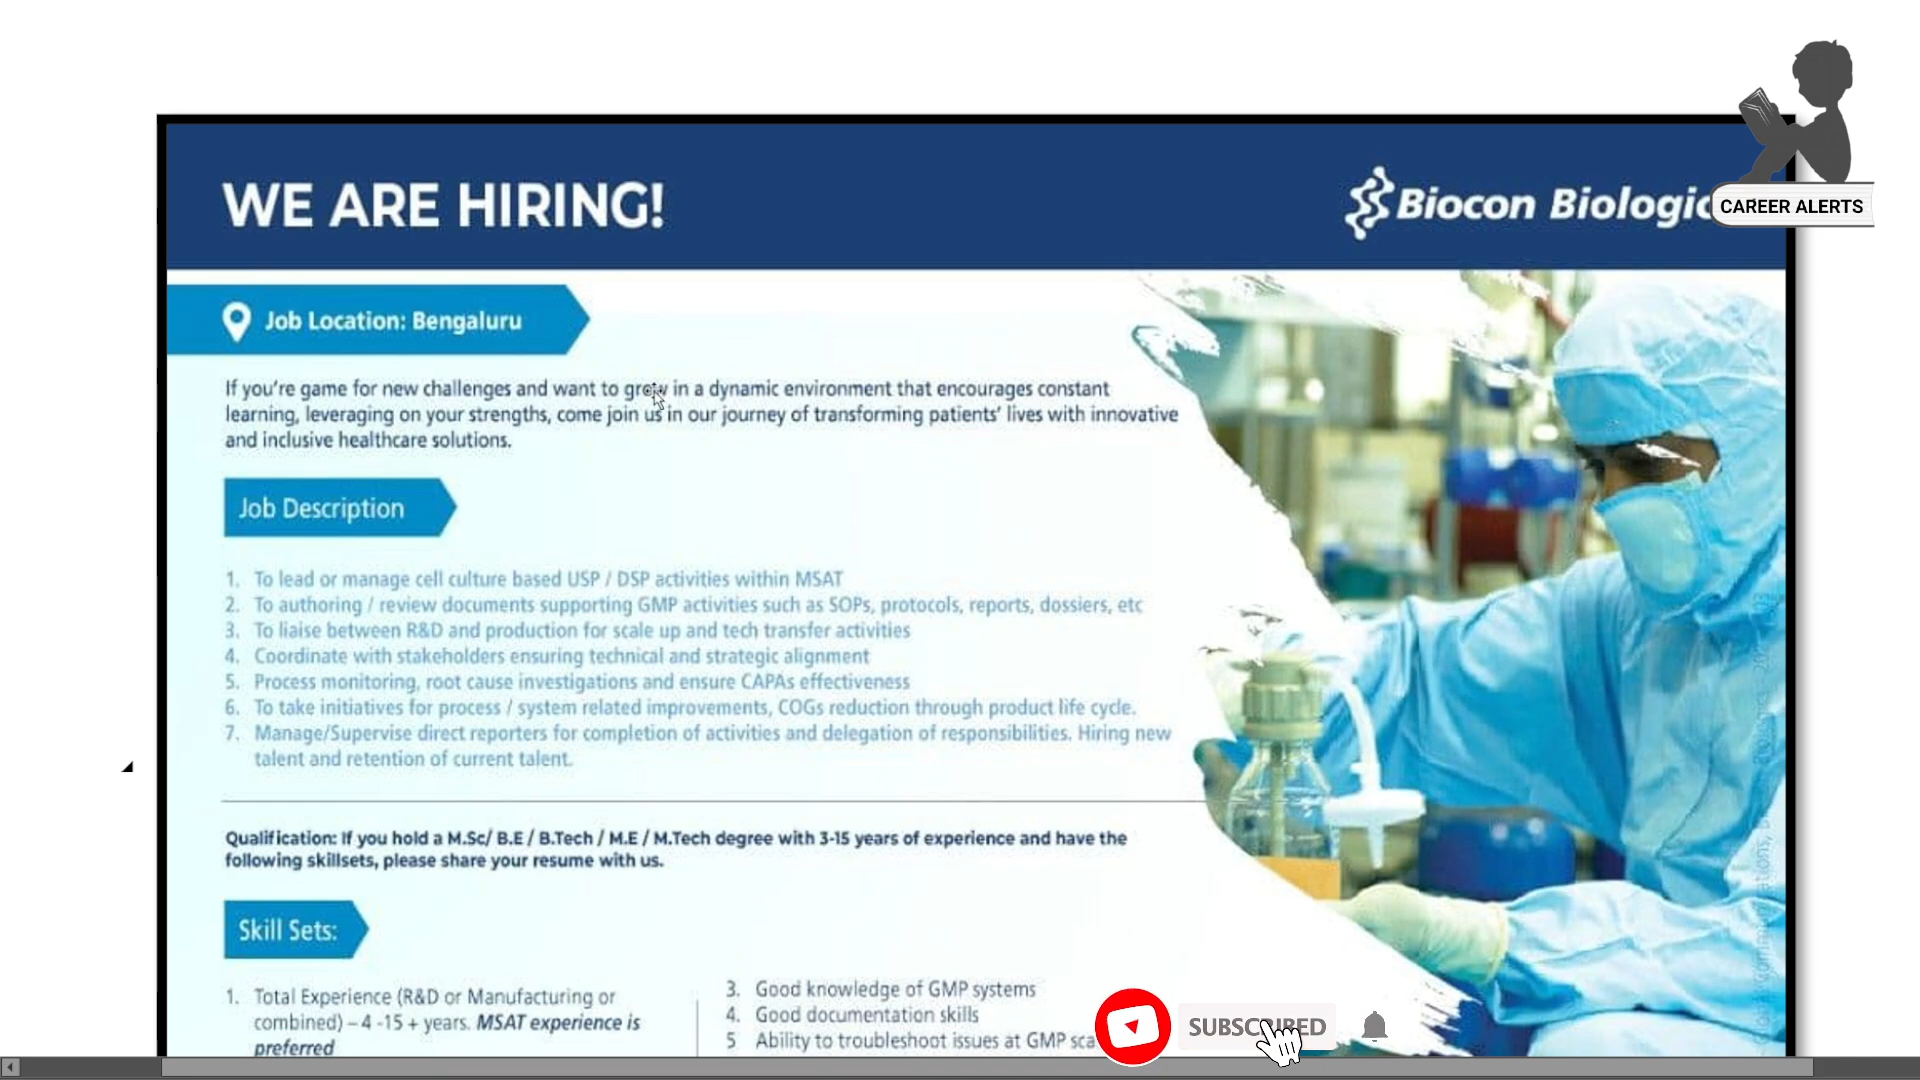 WE ARE HIRING!
Biocon Biologic
CAREER ALERTS
Job Location: Bengaluru
If you're game for new challenges and want to grow in a dynamic environment that encourages constant
learning, leveraging on your strengths, come join us in our journey of transforming patients' lives with innovative
and inclusive healthcare solutions.
Job Description
1. To lead or manage cell culture based USP / DSP activities within MSAT
2. To authoring / review documents supporting GMP activities such as SOPs, protocols, reports, dossiers, etc
3. To liaise between R&D and production for scale up and tech transfer activities
4. Coordinate with stakeholders ensuring technical and strategic alignment
5. Process monitoring, root cause investigations and ensure CAPAs effectiveness
6. To take initiatives for process / system related improvements, COGs reduction through product life cycle.
7. Manage/Supervise direct reporters for completion of activities and delegation of responsibilities. Hiring new
talent and retention of current talent.
Qualification: If you hold a M.Sc/ B.E / B.Tech / M.E / M.Tech degree with 3-15 years of experience and have the
following skillsets, please share your resume with us.
Skill Sets:
1. Total Experience (R&D or Manufacturing or
combined) – 4 -15 + years. MSAT experience is
preferred
3. Good knowledge of GMP systems
4. Good documentation skills
5 Ability to troubleshoot issues at GMP sca
SUBSCRIBED